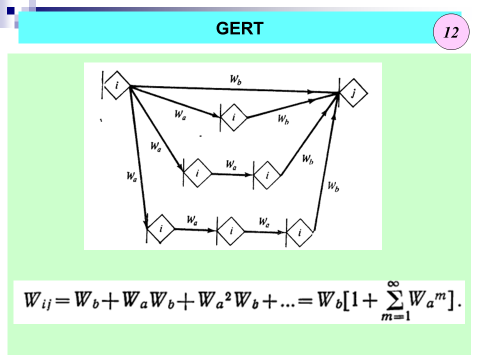 GERT
12
i
W_b
j
W_a
i
W_b
W_a
i
W_a
i
W_b
W_a
i
W_a
i
W_a
i
W_b
W_{ij} = W_b + W_a W_b + W_a^2 W_b + ... = W_b [1 + \sum_{m=1}^{\infty} W_a^m].